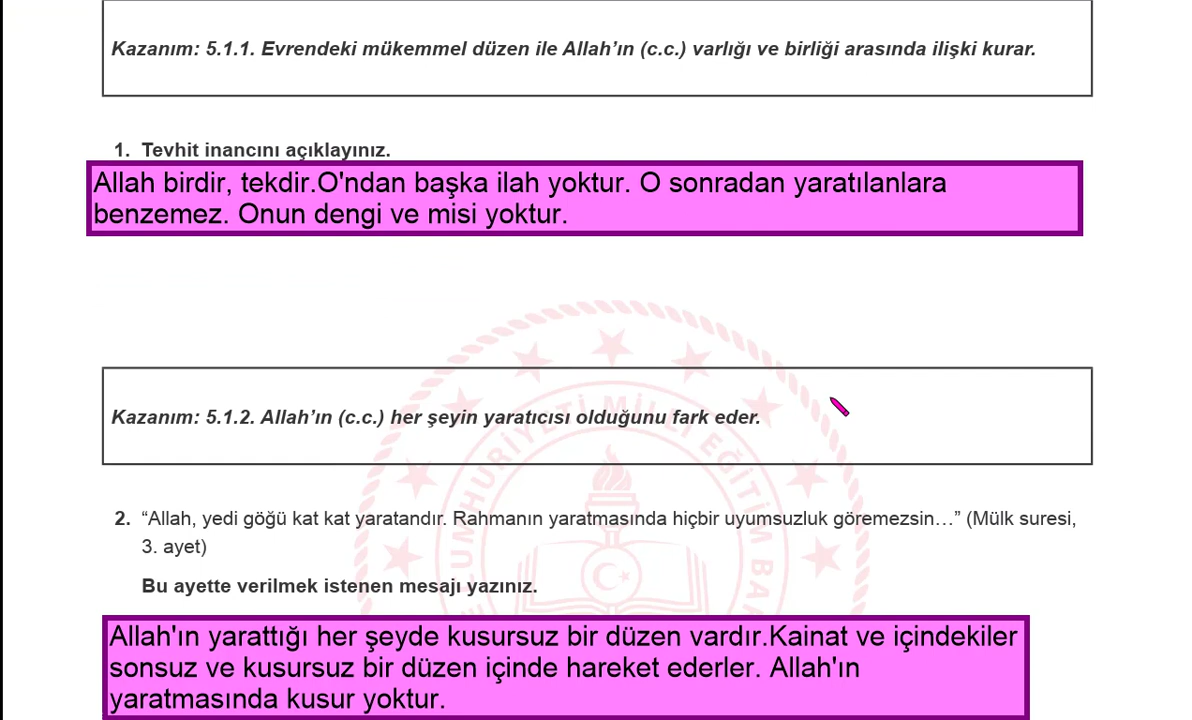 Kazanım: 5.1.1. Evrendeki mükemmel düzen ile Allah’ın (c.c.) varlığı ve birliği arasında ilişki kurar.
1. Tevhit inancını açıklayınız.
Allah birdir, tekdir.O'ndan başka ilah yoktur. O sonradan yaratılanlara
benzemez. Onun dengi ve misi yoktur.
Kazanım: 5.1.2. Allah’ın (c.c.) her şeyin yaratıcısı olduğunu fark eder.
2. “Allah, yedi göğü kat kat yaratandır. Rahmanın yaratmasında hiçbir uyumsuzluk göremezsin…” (Mülk suresi,
3. ayet)
Bu ayette verilmek istenen mesajı yazınız.
Allah'ın yarattığı her şeyde kusursuz bir düzen vardır.Kainat ve içindekiler
sonsuz ve kusursuz bir düzen içinde hareket ederler. Allah'ın
yaratmasında kusur yoktur.